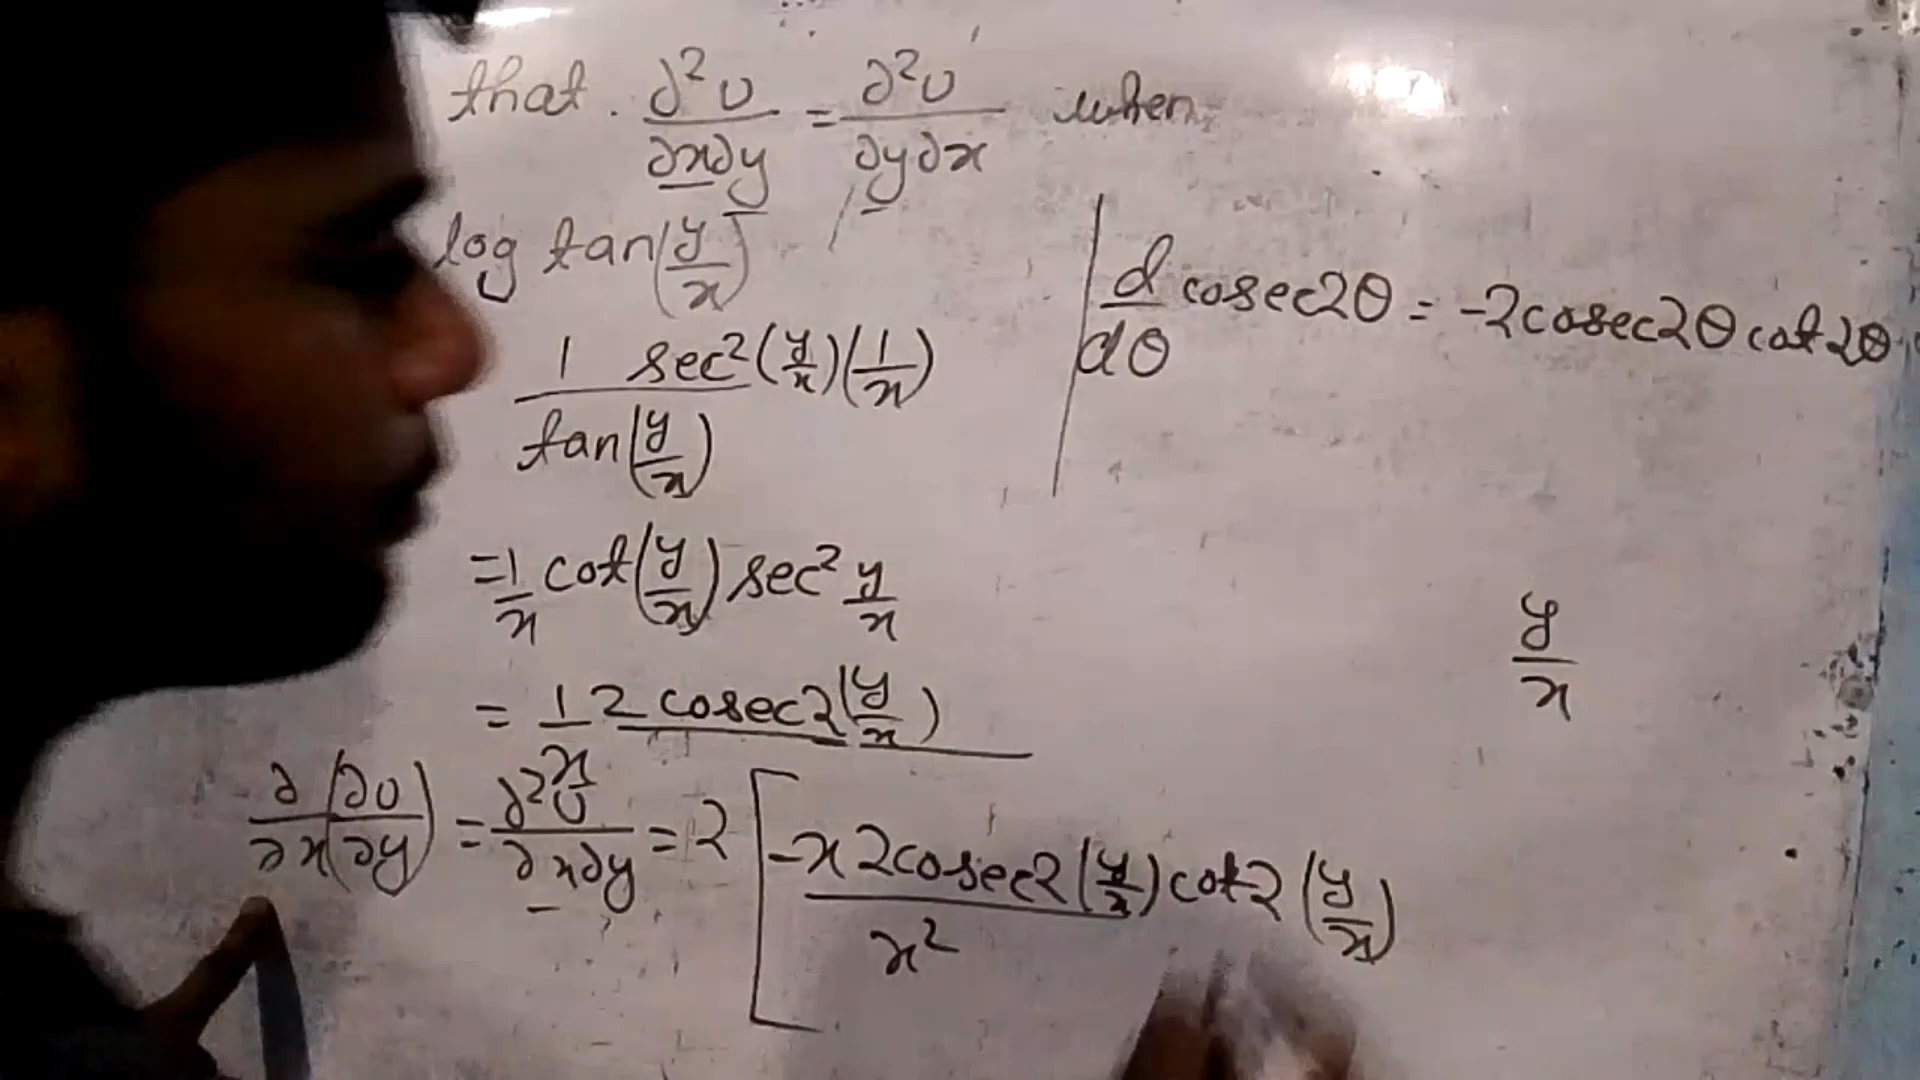 that. ∂²U/∂x∂y = ∂²U/∂y∂x when
log tan(y/x)
1/tan(y/x) sec²(y/x)(1/x)
= 1/x cot(y/x) sec² y/x
= 1/x 2 cosec2(y/x)
∂/∂x(∂U/∂y) = ∂²U/∂x∂y = 2[-x 2cosec2(y/x) cot2(y/x)/x²
d/dθ cosec2θ = -2cosec2θ cot2θ
y/x